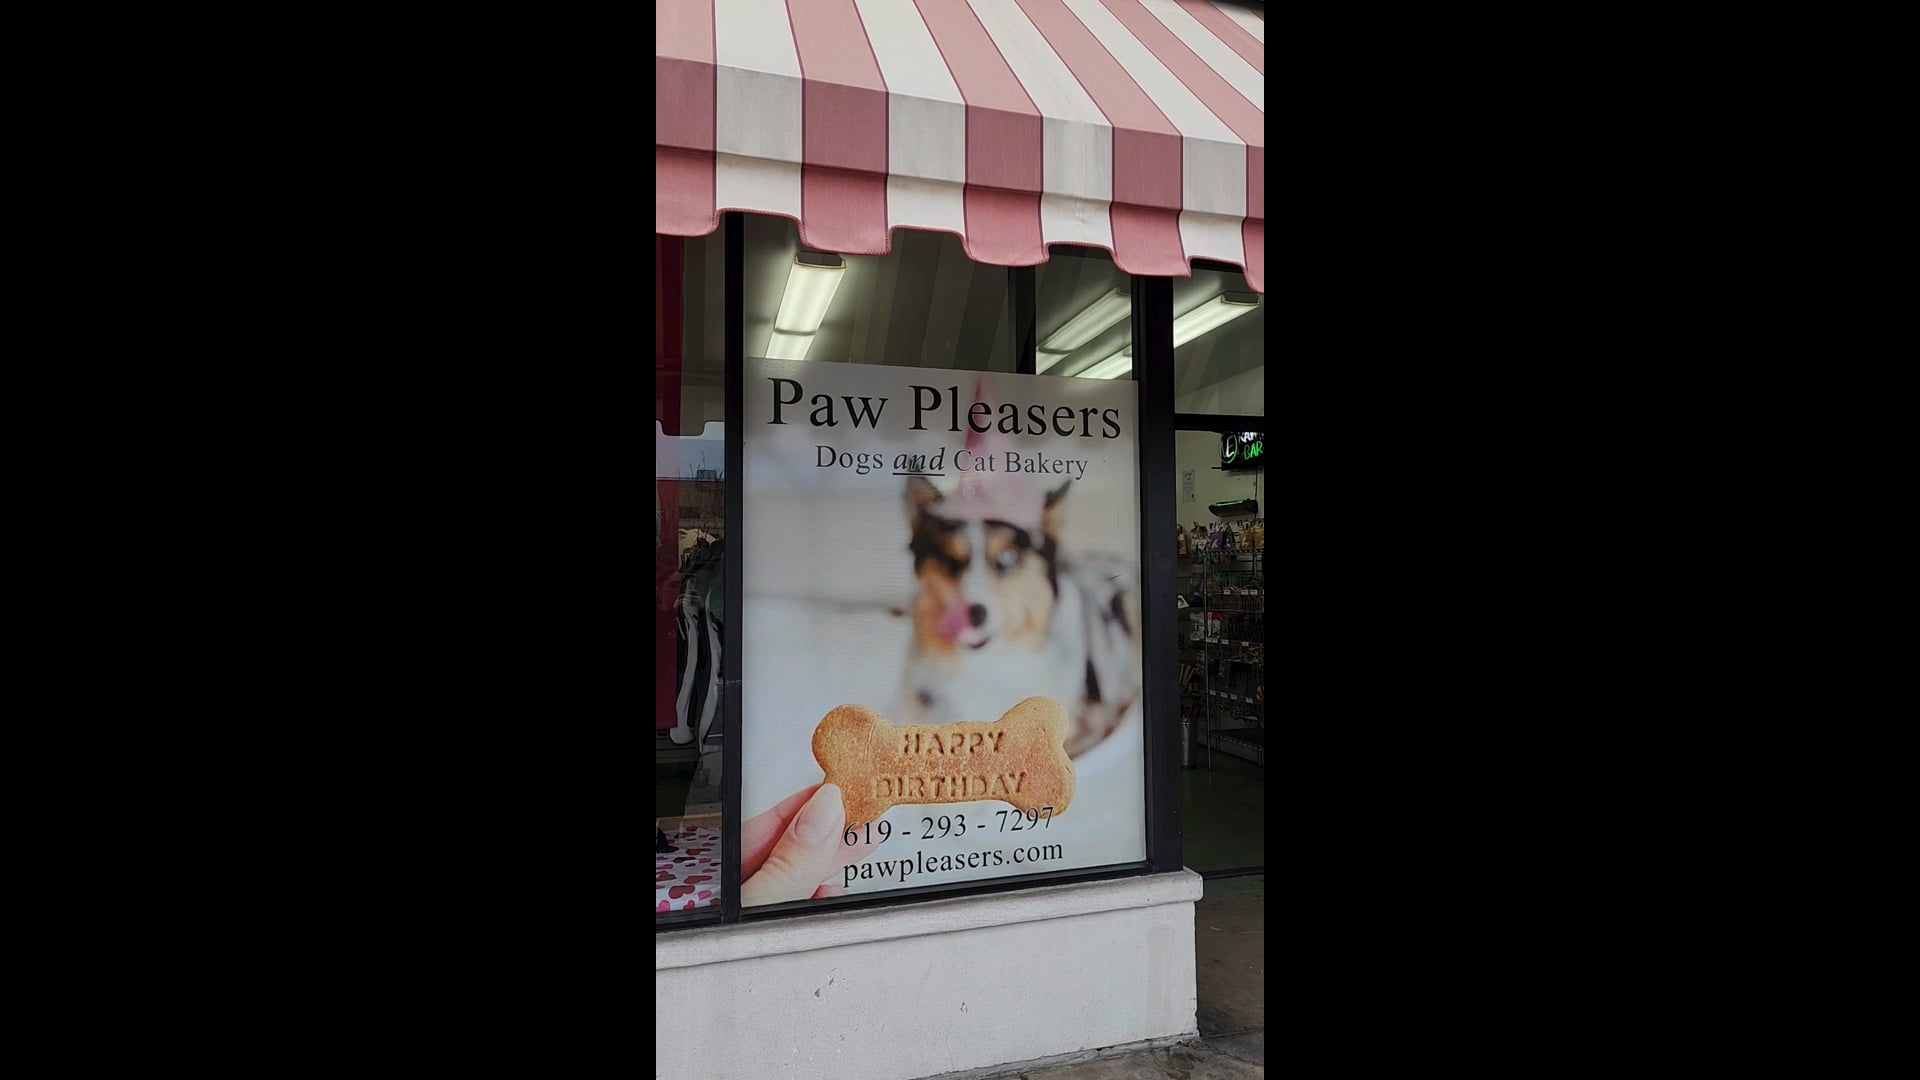 Paw Pleasers
Dogs and Cat Bakery
HAPPY
BIRTHDAY
619 - 293 - 7297
pawpleasers.com